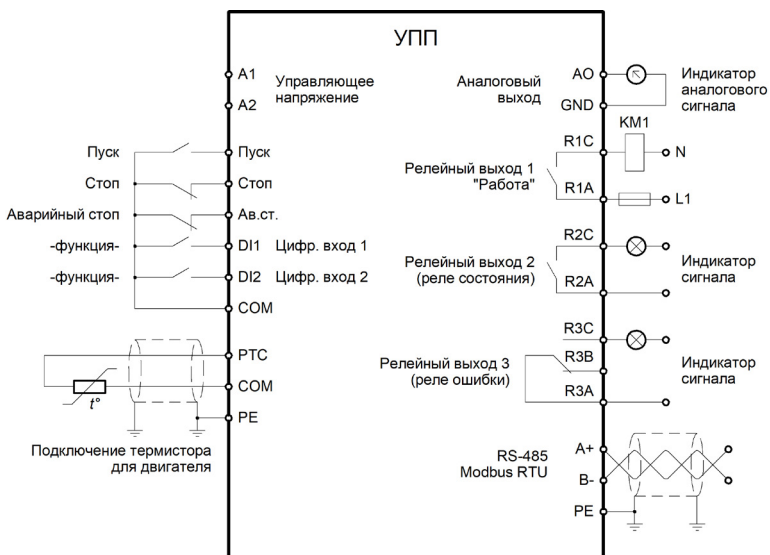 УПП
A1
A2
Управляющее
напряжение
Пуск
Пуск
Стоп
Стоп
Аварийный стоп
Ав.ст.
-функция-
DI1 Цифр. вход 1
-функция-
DI2 Цифр. вход 2
COM
PTC
COM
t°
PE
Подключение термистора
для двигателя
Аналоговый
выход
AO
GND
Индикатор
аналогового
сигнала
KM1
R1C
N
Релейный выход 1
"Работа"
R1A
L1
R2C
Релейный выход 2
(реле состояния)
R2A
Индикатор
сигнала
R3C
R3B
Релейный выход 3
(реле ошибки)
R3A
Индикатор
сигнала
RS-485
Modbus RTU
A+
B-
PE